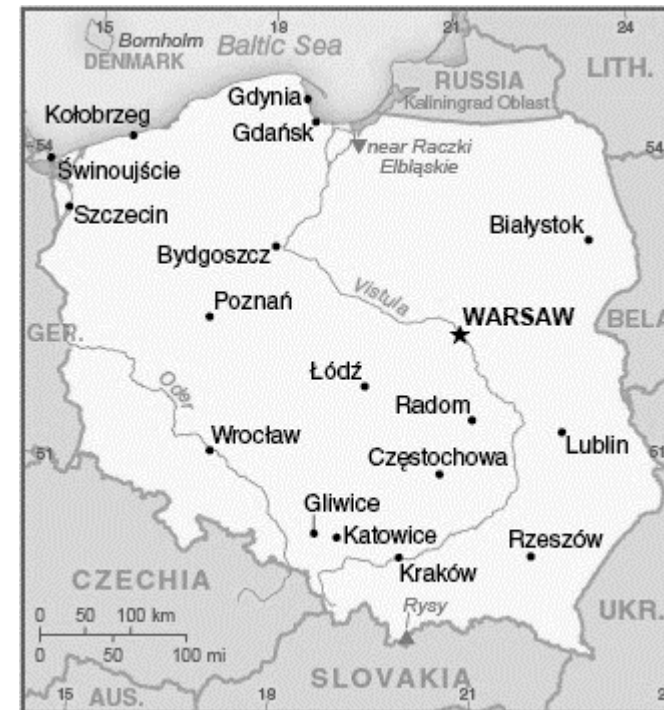 15
18
21
24
Bornholm
DENMARK
Baltic Sea
LITH.
RUSSIA
Kaliningrad Oblast
Gdynia
Gdańsk
Kołobrzeg
54
54
near Raczki
Elbląskie
Świnoujście
Szczecin
Białystok
Bydgoszcz
Vistula
Poznań
WARSAW
GER.
BELA
Łódź
Oder
Radom
Wrocław
Lublin
51
51
Częstochowa
Gliwice
Katowice
Rzeszów
Kraków
CZECHIA
Rysy
UKR.
0 50 100 km
0 50 100 mi
SLOVAKIA
AUS.
15
18
21
2